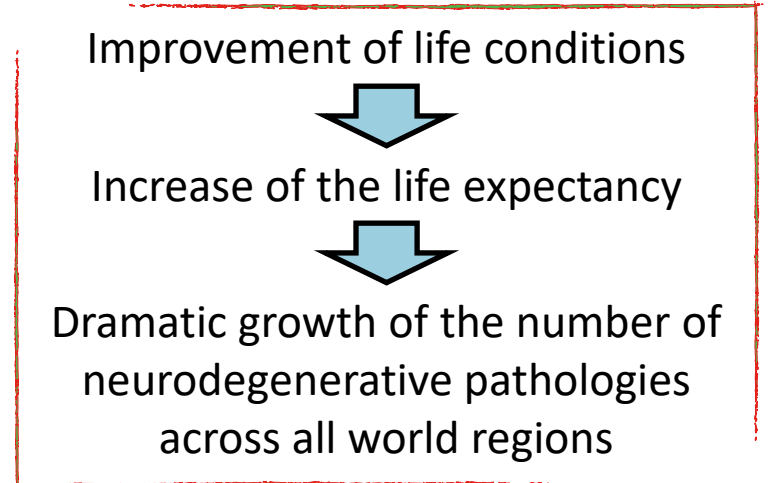 Improvement of life conditions
Increase of the life expectancy
Dramatic growth of the number of
neurodegenerative pathologies
across all world regions